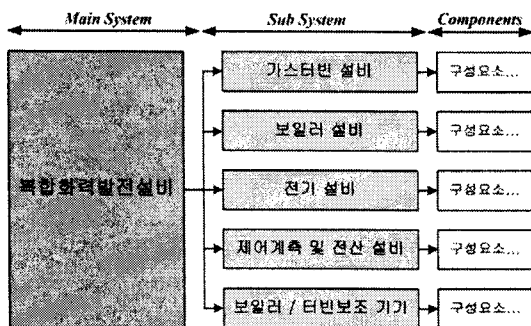 Main System Sub System Components
가스터빈 설비 구성요소...
보일러 설비 구성요소...
복합화력발전설비 전기 설비 구성요소...
제어계측 및 전산 설비 구성요소...
보일러 / 터빈보조 기기 구성요소...